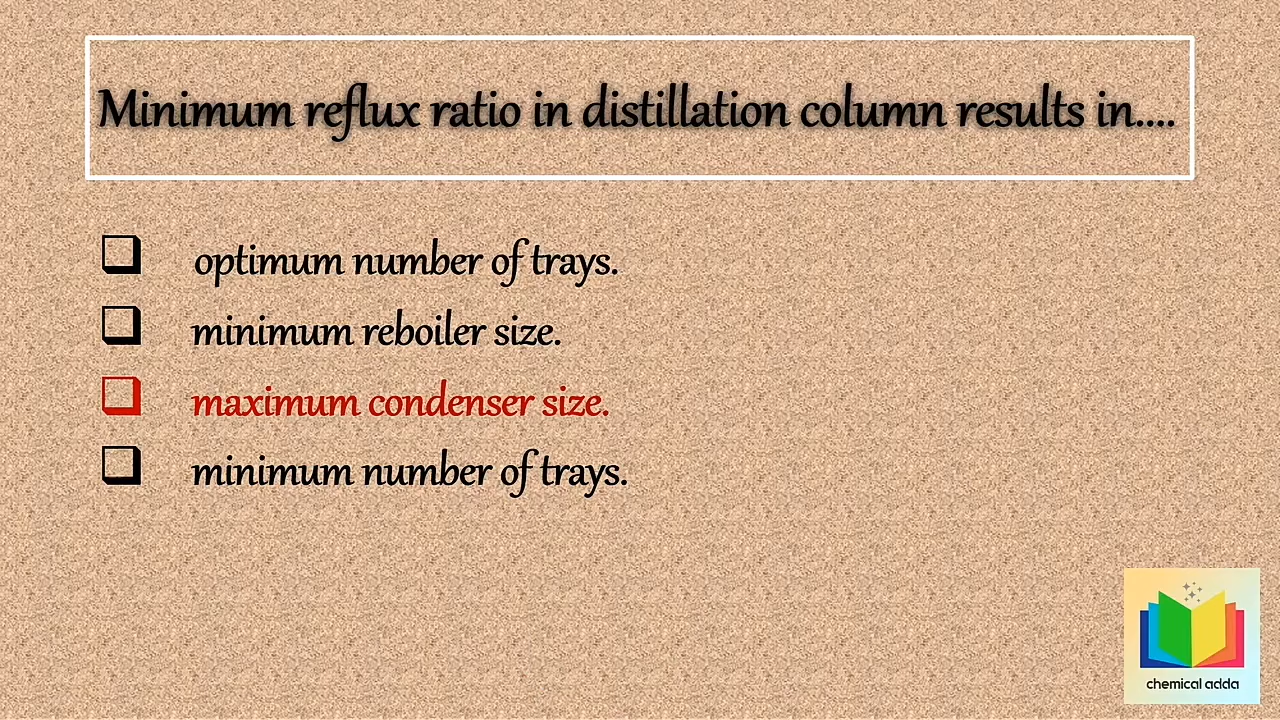 Minimum reflux ratio in distillation column results in....
optimum number of trays.
minimum reboiler size.
maximum condenser size.
minimum number of trays.
chemical adda